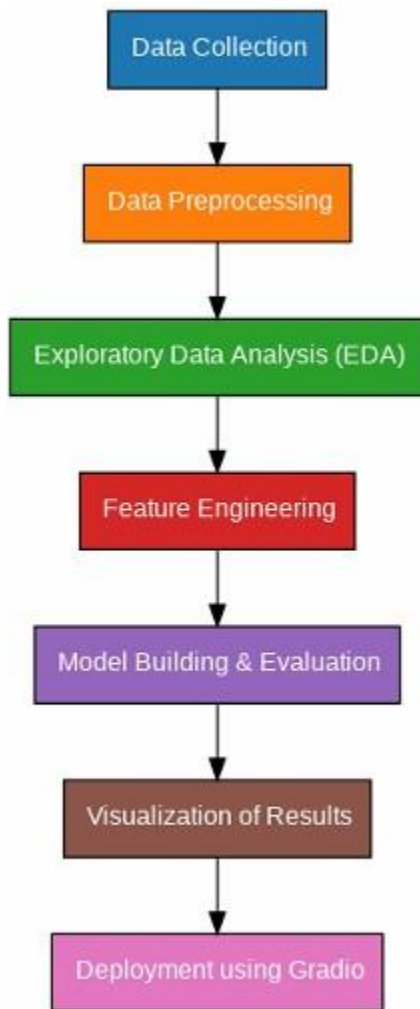 Data Collection
Data Preprocessing
Exploratory Data Analysis (EDA)
Feature Engineering
Model Building & Evaluation
Visualization of Results
Deployment using Gradio